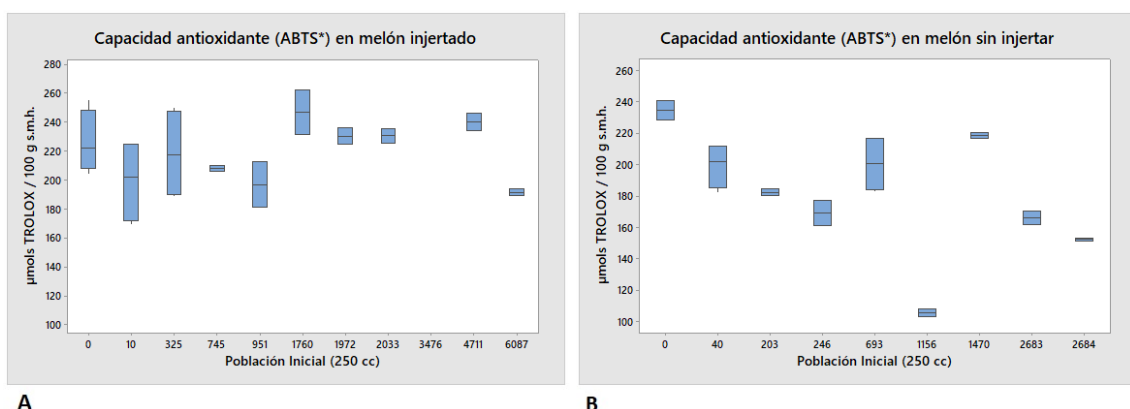 Capacidad antioxidante (ABTS*) en melón injertado
µmols TROLOX / 100 g s.m.h.
280
260
240
220
200
180
160
140
120
100
0 10 325 745 951 1760 1972 2033 3476 4711 6087
Población Inicial (250 cc)
A
Capacidad antioxidante (ABTS*) en melón sin injertar
µmols TROLOX / 100 g s.m.h.
260
240
220
200
180
160
140
120
100
0 40 203 246 693 1156 1470 2683 2684
Población Inicial (250 cc)
B